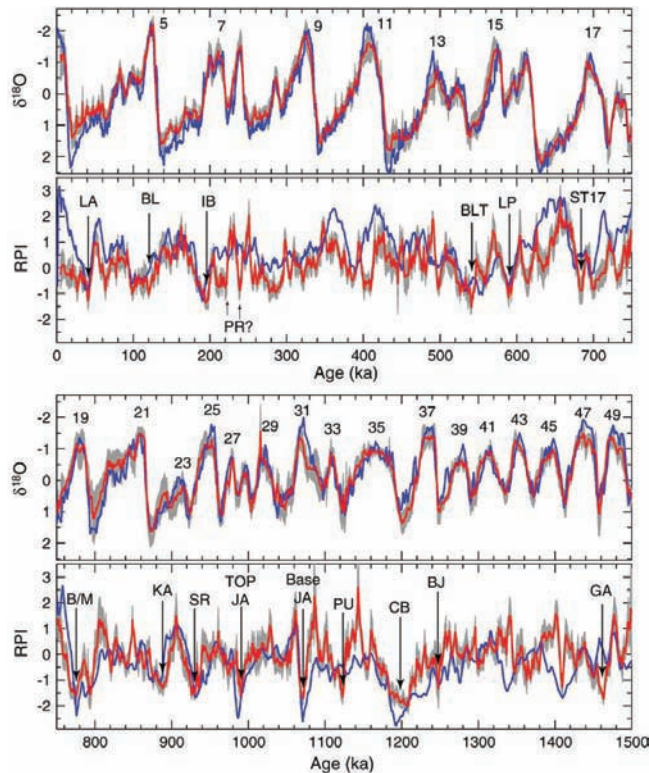 5 7 9 11 13 15 17
-2
-1
0
1
2
δ18O
LA BL IB BLT LP ST17
3
2
1
0
-1
-2
RPI
PR?
0 100 200 300 400 500 600 700
Age (ka)
19 21 23 25 27 29 31 33 35 37 39 41 43 45 47 49
-2
-1
0
1
2
δ18O
B/M KA SR TOP JA Base JA PU CB BJ GA
3
2
1
0
-1
-2
RPI
800 900 1000 1100 1200 1300 1400 1500
Age (ka)